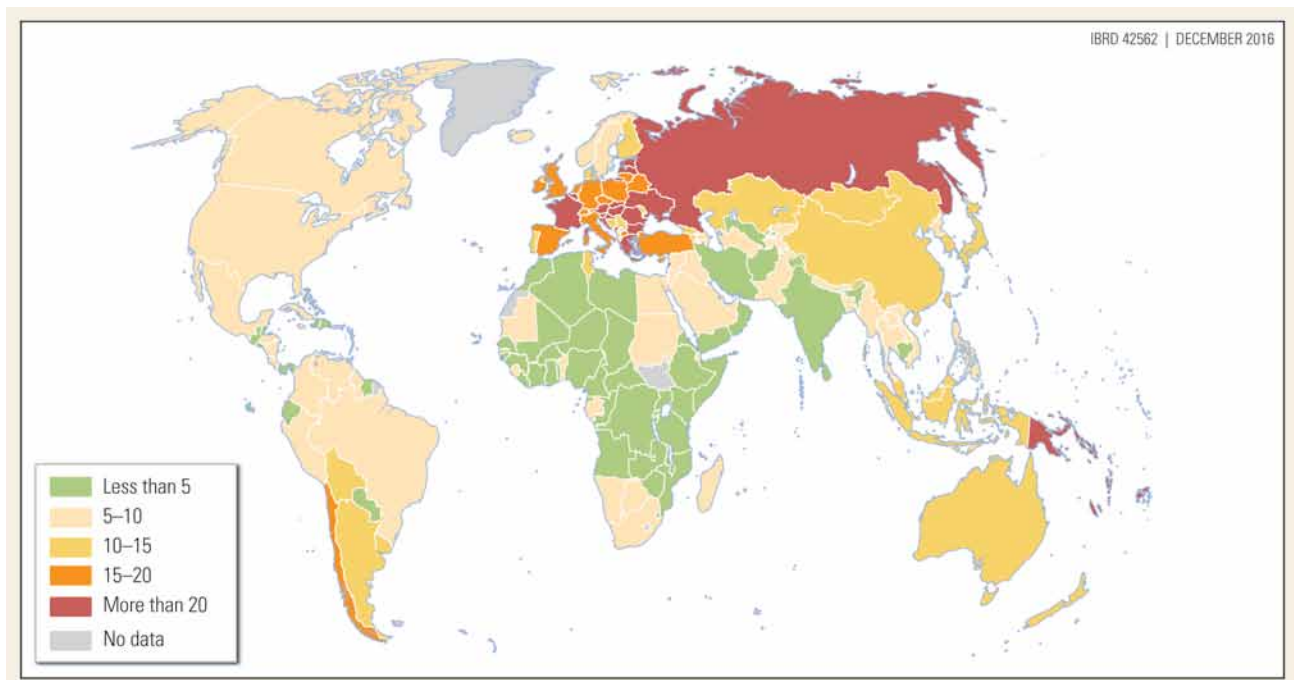 IBRD 42562 | DECEMBER 2016
Less than 5
5–10
10–15
15–20
More than 20
No data